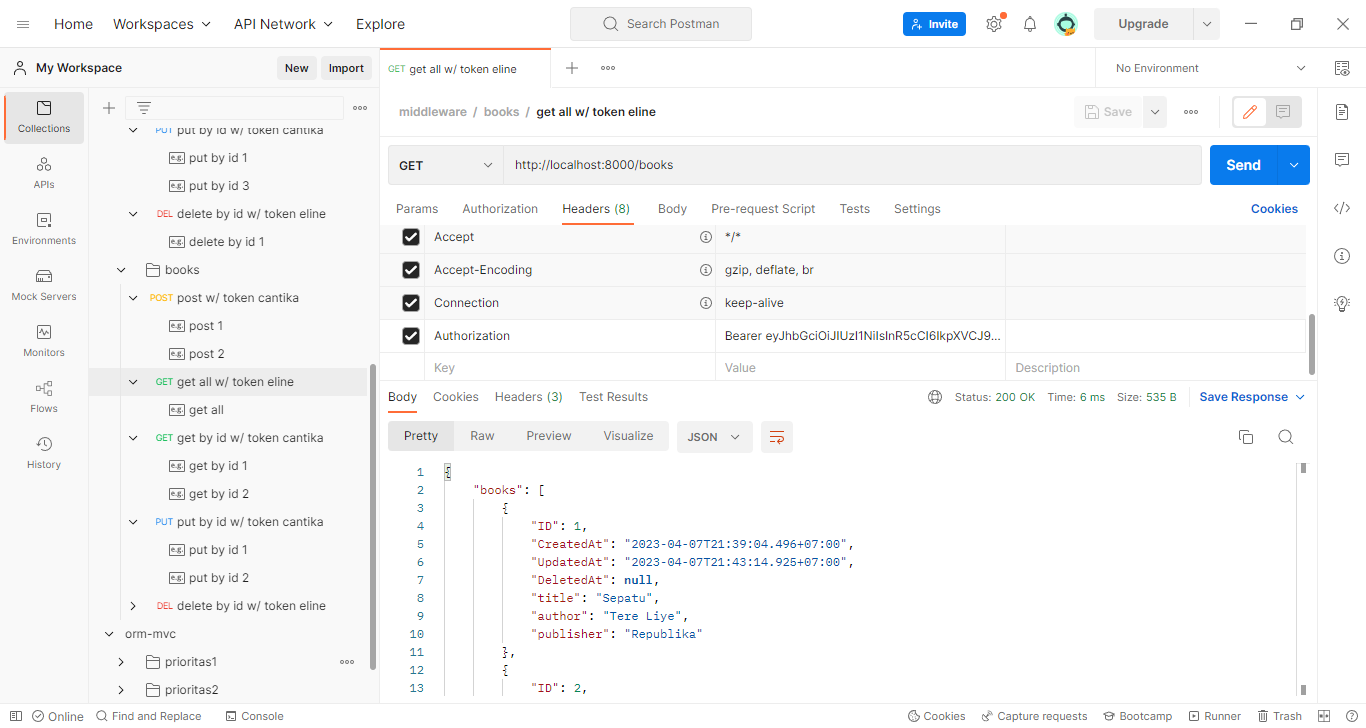 Home Workspaces API Network Explore Search Postman Invite Upgrade
My Workspace New Import GET get all w/ token eline No Environment
Collections
APIs
Environments
Mock Servers
Monitors
Flows
History
PUT put by id w/ token cantika
e.g. put by id 1
e.g. put by id 3
DEL delete by id w/ token eline
e.g. delete by id 1
books
POST post w/ token cantika
e.g. post 1
e.g. post 2
GET get all w/ token eline
e.g. get all
GET get by id w/ token cantika
e.g. get by id 1
e.g. get by id 2
PUT put by id w/ token cantika
e.g. put by id 1
e.g. put by id 2
DEL delete by id w/ token eline
orm-mvc
prioritas1
prioritas2
middleware / books / get all w/ token eline Save
GET http://localhost:8000/books Send
Params Authorization Headers (8) Body Pre-request Script Tests Settings Cookies
Accept */*
Accept-Encoding gzip, deflate, br
Connection keep-alive
Authorization Bearer eyJhbGciOiJIUzI1NiIsInR5cCI6IkpXVCJ9...
Key Value Description
Body Cookies Headers (3) Test Results Status: 200 OK Time: 6 ms Size: 535 B Save Response
Pretty Raw Preview Visualize JSON
1 {
2 "books": [
3 {
4 "ID": 1,
5 "CreatedAt": "2023-04-07T21:39:04.496+07:00",
6 "UpdatedAt": "2023-04-07T21:43:14.925+07:00",
7 "DeletedAt": null,
8 "title": "Sepatu",
9 "author": "Tere Liye",
10 "publisher": "Republika"
11 },
12 {
13 "ID": 2,
Online Find and Replace Console Cookies Capture requests Bootcamp Runner Trash